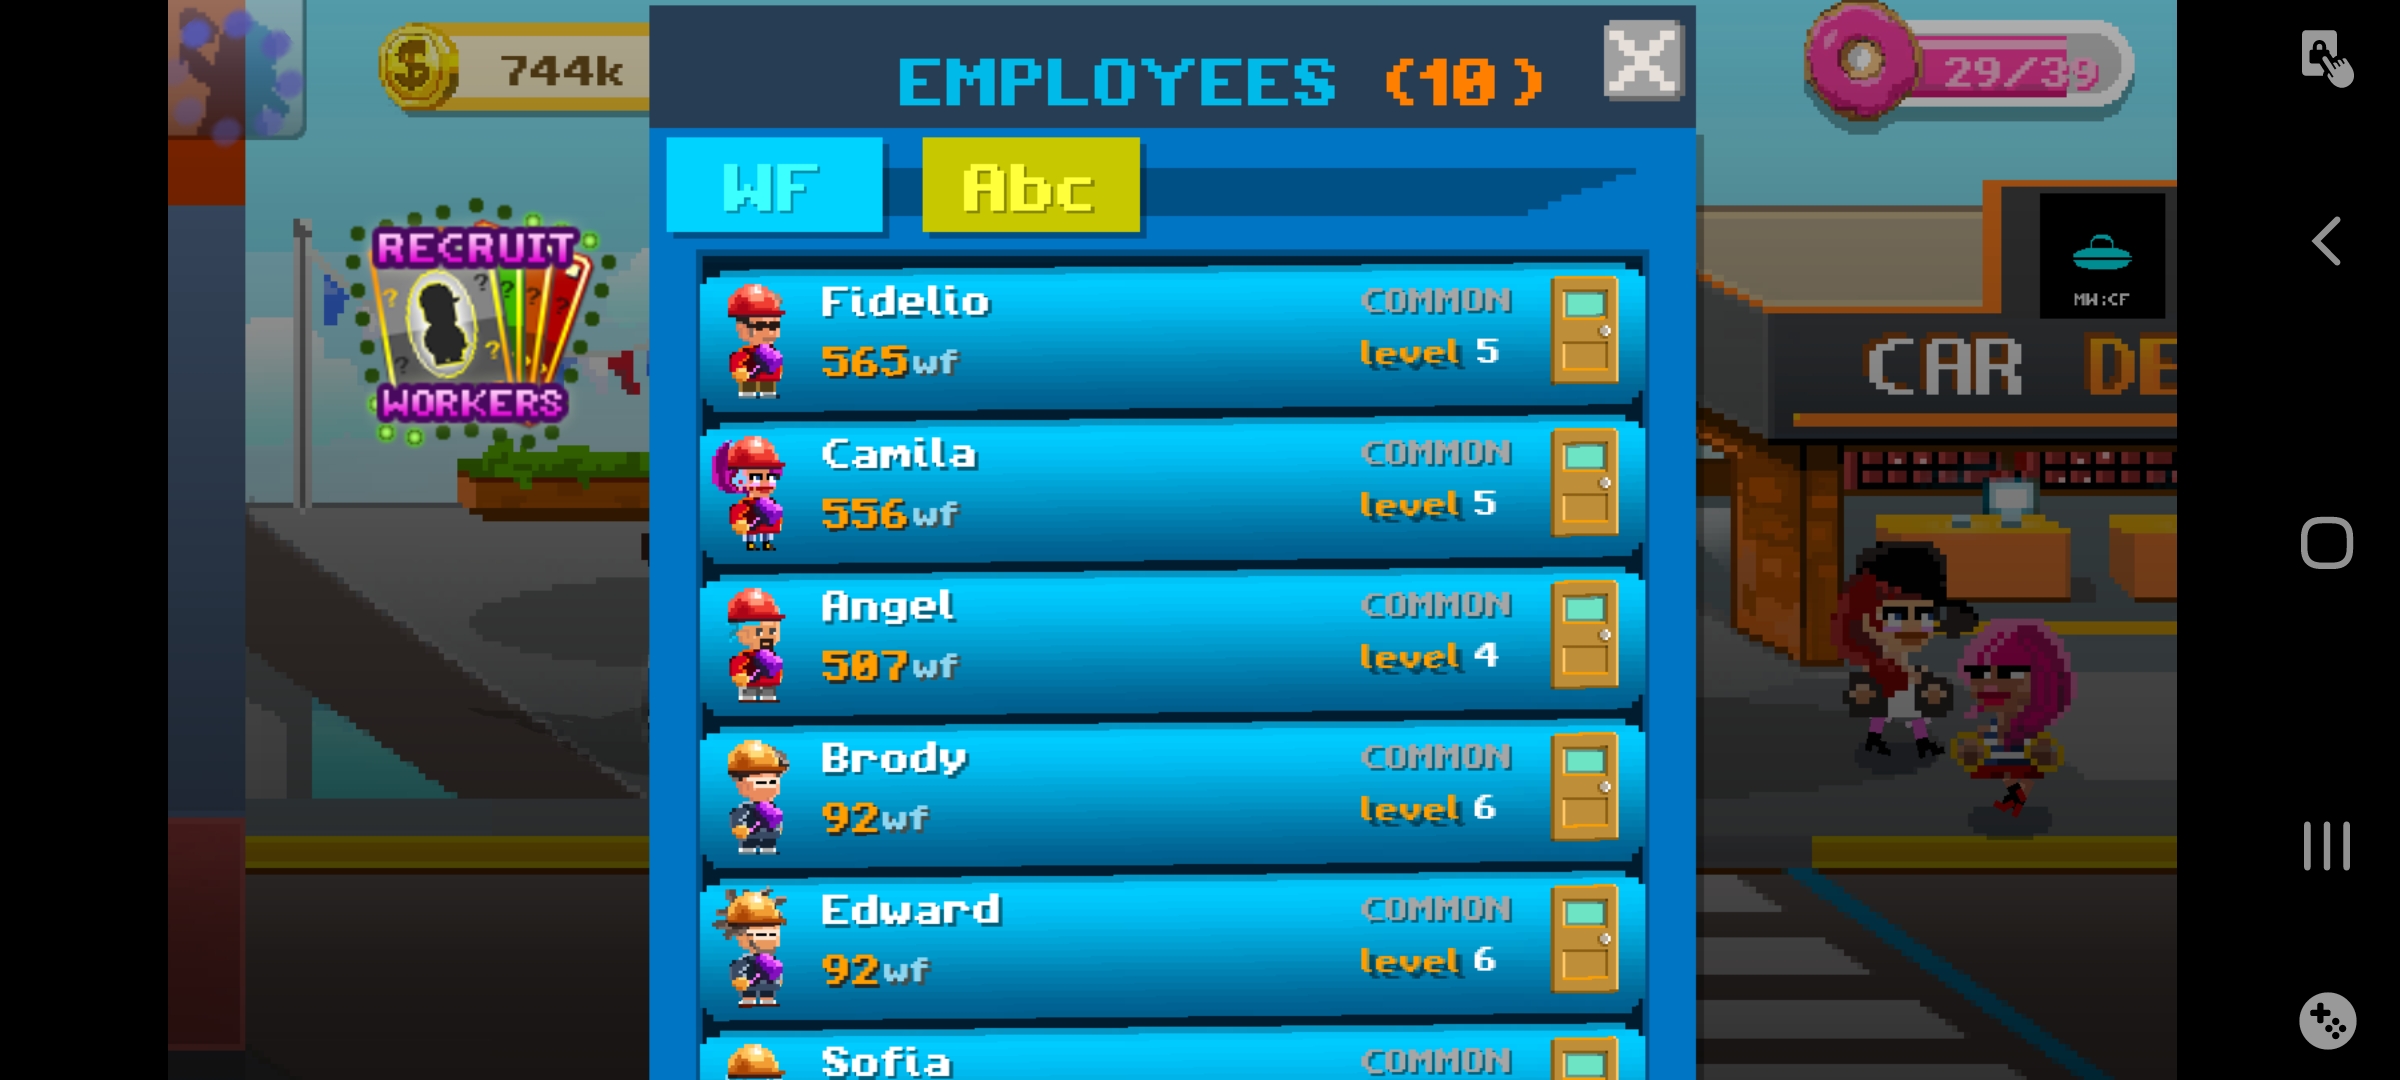 744k
EMPLOYEES (10)
29/39
WF
Abc
RECRUIT
WORKERS
MW:CF
CAR DE
Fidelio
COMMON
565wf
level 5
Camila
COMMON
556wf
level 5
Angel
COMMON
507wf
level 4
Brody
COMMON
92wf
level 6
Edward
COMMON
92wf
level 6
Sofia
COMMON